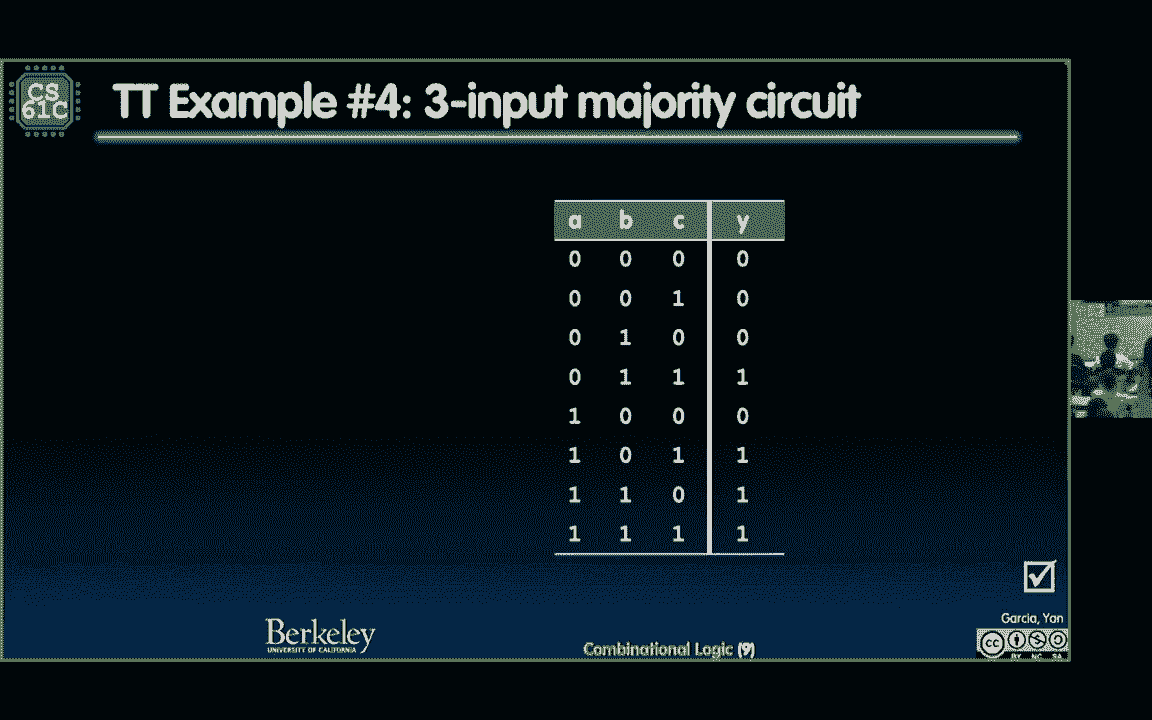 CS
61C
TT Example #4: 3-input majority circuit
a b c y
0 0 0 0
0 0 1 0
0 1 0 0
0 1 1 1
1 0 0 0
1 0 1 1
1 1 0 1
1 1 1 1
Berkeley
UNIVERSITY OF CALIFORNIA
Combinational Logic (9)
Garcia, Yan
cc
BY NC SA